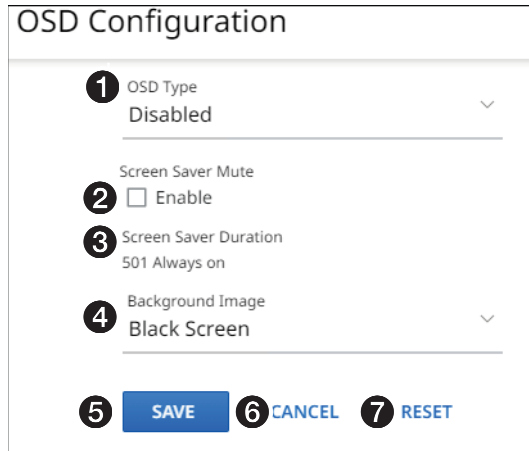 OSD Configuration
1 OSD Type
Disabled
Screen Saver Mute
2 Enable
3 Screen Saver Duration
501 Always on
4 Background Image
Black Screen
5 SAVE 6 CANCEL 7 RESET